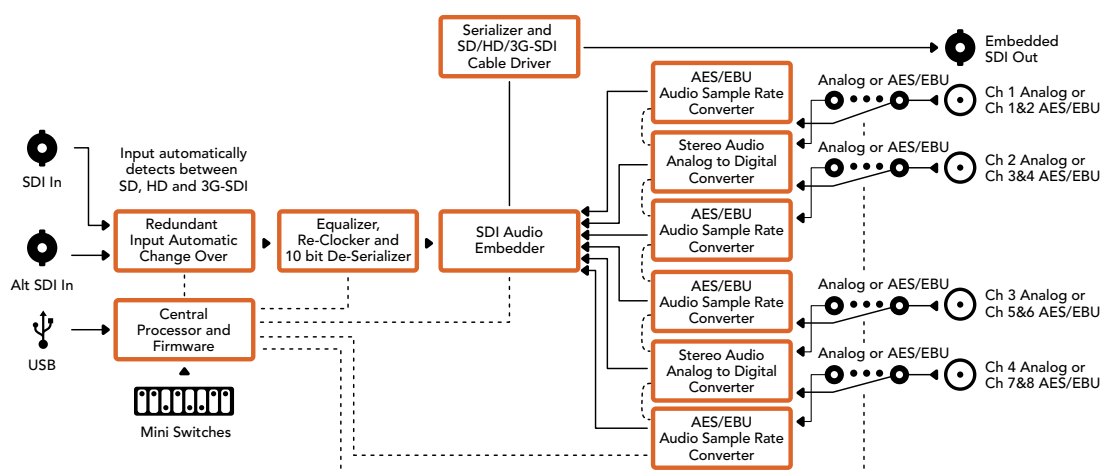 Serializer and
SD/HD/3G-SDI
Cable Driver
Embedded
SDI Out
AES/EBU
Audio Sample Rate
Converter
Analog or AES/EBU
Ch 1 Analog or
Ch 1&2 AES/EBU
SDI In
Input automatically
detects between
SD, HD and 3G-SDI
Stereo Audio
Analog to Digital
Converter
Analog or AES/EBU
Ch 2 Analog or
Ch 3&4 AES/EBU
Alt SDI In
Redundant
Input Automatic
Change Over
Equalizer,
Re-Clocker and
10 bit De-Serializer
SDI Audio
Embedder
AES/EBU
Audio Sample Rate
Converter
USB
Central
Processor and
Firmware
AES/EBU
Audio Sample Rate
Converter
Analog or AES/EBU
Ch 3 Analog or
Ch 5&6 AES/EBU
Mini Switches
Stereo Audio
Analog to Digital
Converter
Analog or AES/EBU
Ch 4 Analog or
Ch 7&8 AES/EBU
AES/EBU
Audio Sample Rate
Converter